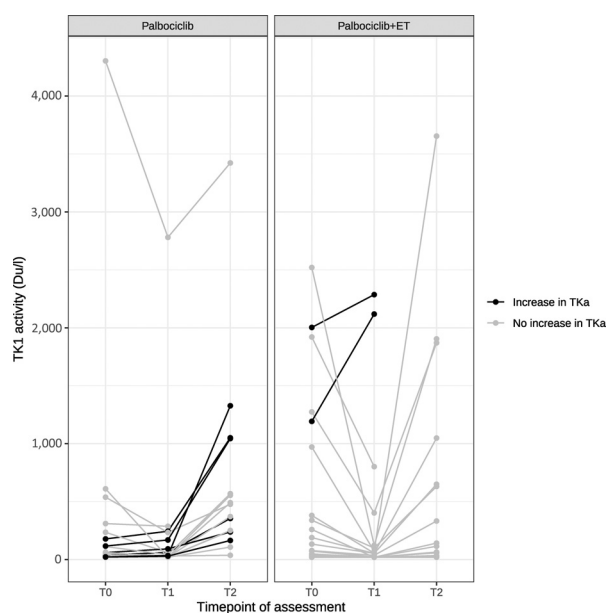 Palbociclib
Palbociclib+ET
4,000
3,000
2,000
1,000
0
TK1 activity (Du/l)
Increase in TKa
No increase in TKa
T0 T1 T2 T0 T1 T2
Timepoint of assessment